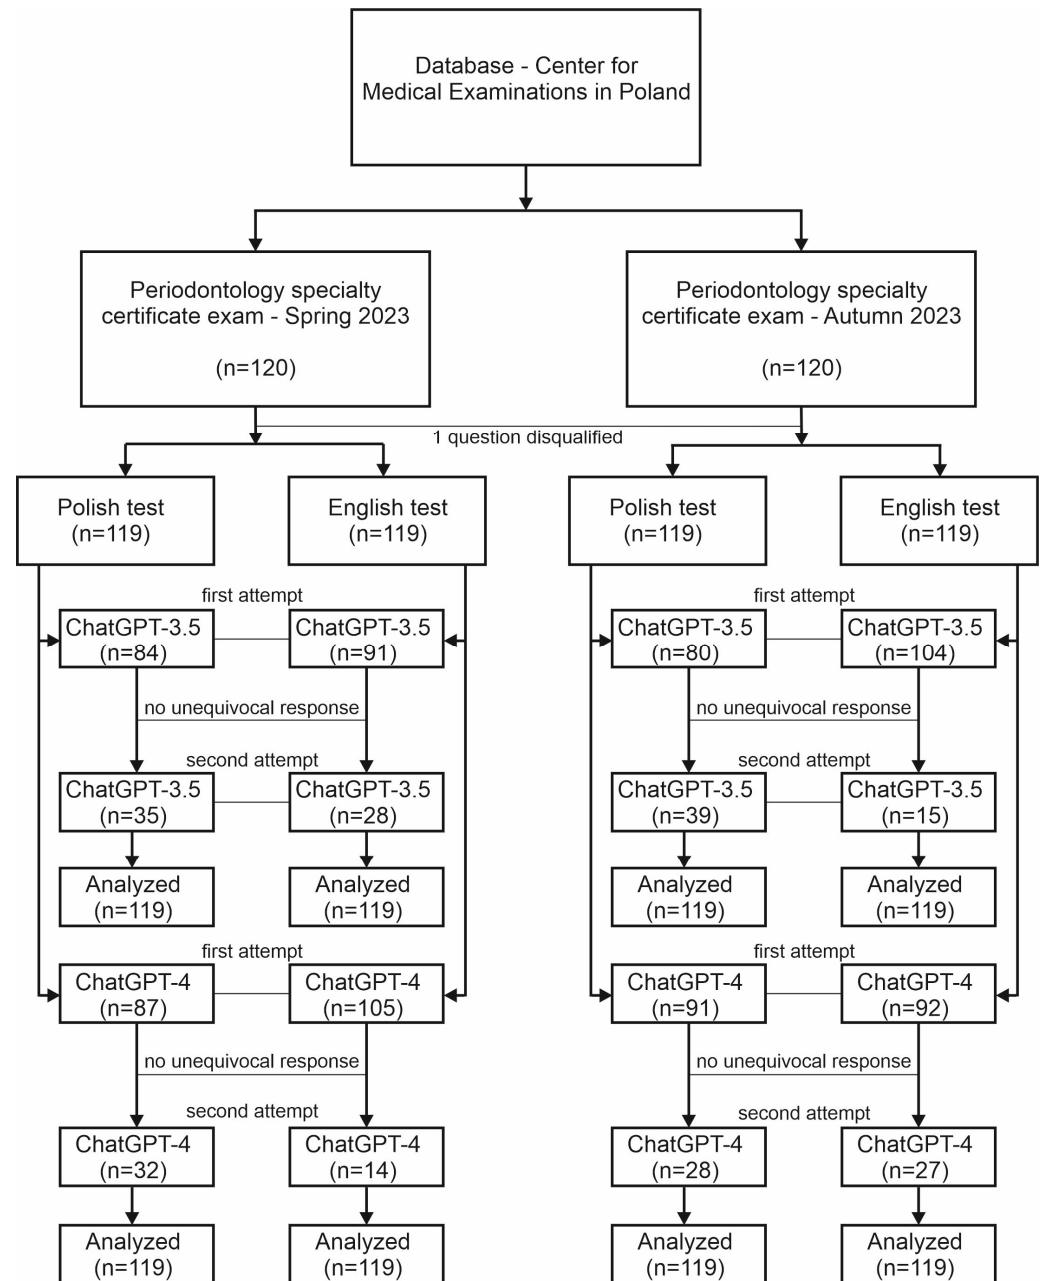 Database - Center for
Medical Examinations in Poland
Periodontology specialty
certificate exam - Spring 2023
(n=120)
Periodontology specialty
certificate exam - Autumn 2023
(n=120)
1 question disqualified
Polish test
(n=119)
English test
(n=119)
Polish test
(n=119)
English test
(n=119)
first attempt
ChatGPT-3.5
(n=84)
ChatGPT-3.5
(n=91)
no unequivocal response
second attempt
ChatGPT-3.5
(n=35)
ChatGPT-3.5
(n=28)
Analyzed
(n=119)
Analyzed
(n=119)
first attempt
ChatGPT-4
(n=87)
ChatGPT-4
(n=105)
no unequivocal response
second attempt
ChatGPT-4
(n=32)
ChatGPT-4
(n=14)
Analyzed
(n=119)
Analyzed
(n=119)
first attempt
ChatGPT-3.5
(n=80)
ChatGPT-3.5
(n=104)
no unequivocal response
second attempt
ChatGPT-3.5
(n=39)
ChatGPT-3.5
(n=15)
Analyzed
(n=119)
Analyzed
(n=119)
first attempt
ChatGPT-4
(n=91)
ChatGPT-4
(n=92)
no unequivocal response
second attempt
ChatGPT-4
(n=28)
ChatGPT-4
(n=27)
Analyzed
(n=119)
Analyzed
(n=119)